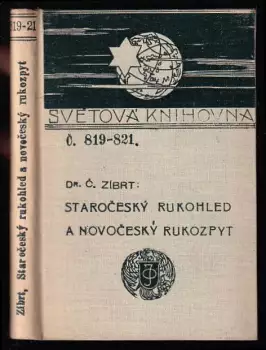 819-21
Zíbrt, Staročeský rukohled a novočeský rukozpyt
SVĚTOVÁ KNIHOVNA
Č. 819-821.
DR. Č. ZÍBRT:
STAROČESKÝ RUKOHLED
A NOVOČESKÝ RUKOZPYT